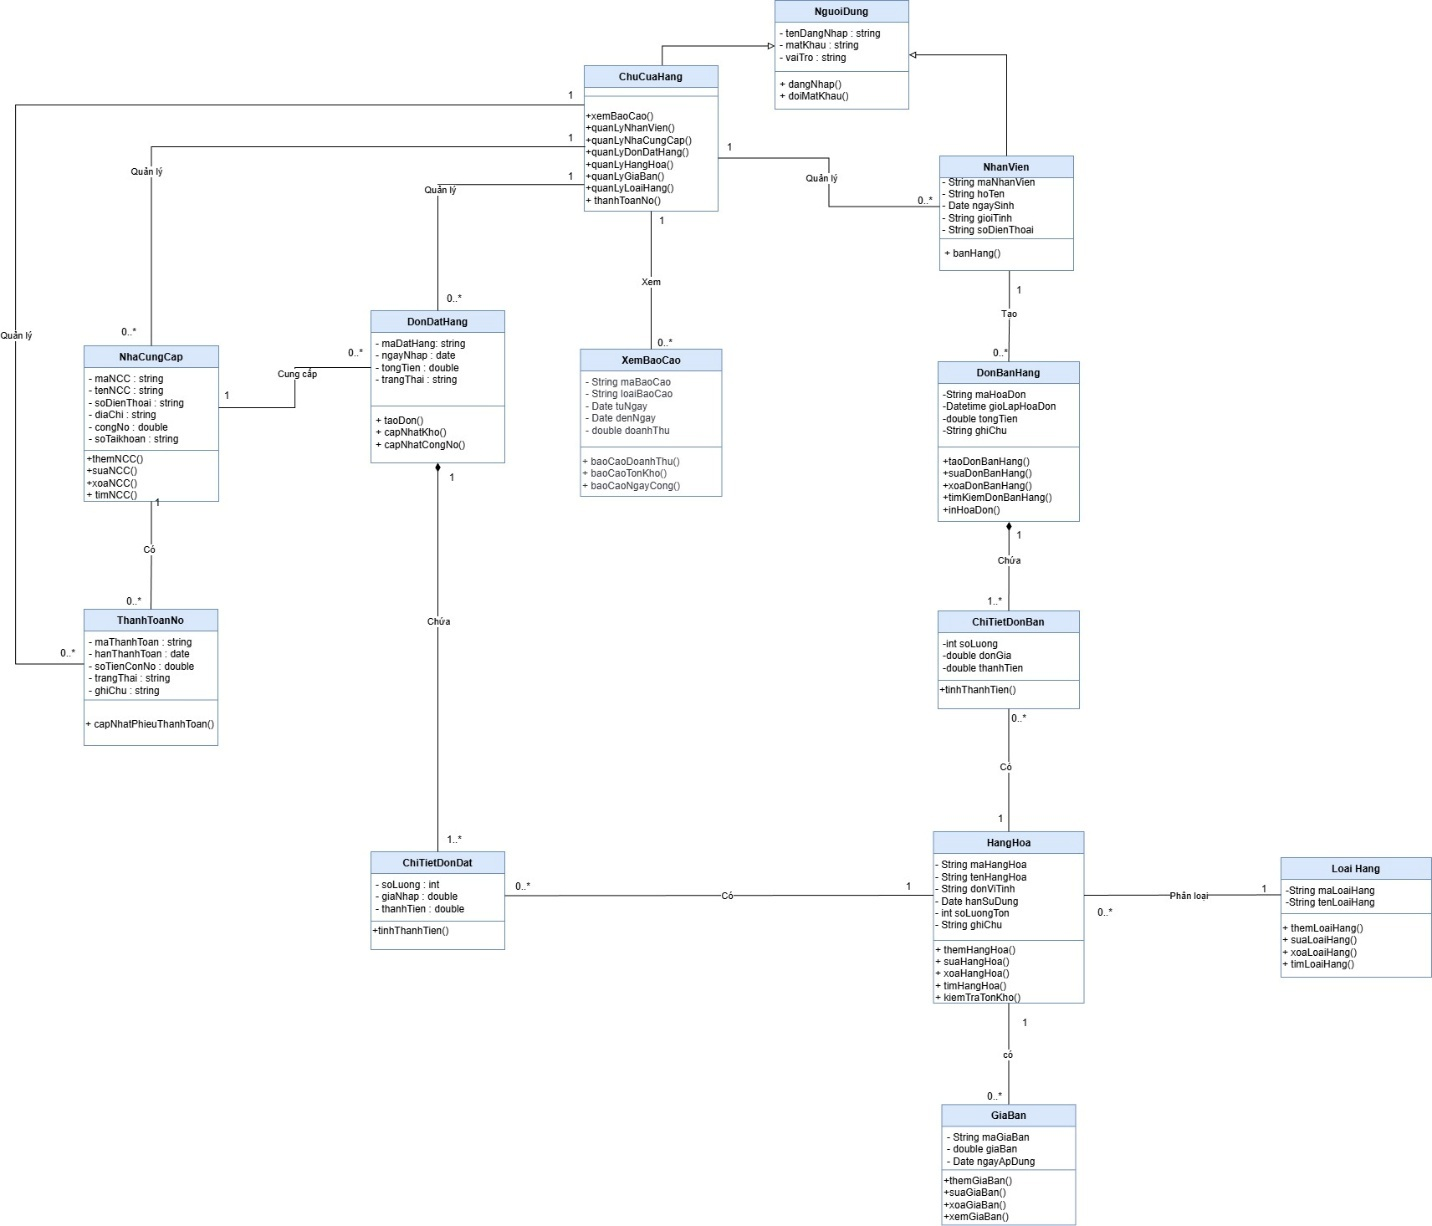 NguoiDung
- tenDangNhap : string
- matKhau : string
- vaiTro : string
+ dangNhap()
+ doiMatKhau()
ChuCuaHang
+xemBaoCao()
+quanLyNhanVien()
+quanLyNhaCungCap()
+quanLyDonDatHang()
+quanLyHangHoa()
+quanLyGiaBan()
+quanLyLoaiHang()
+ thanhToanNo()
1
1
1
1
1
Quản lý
Quản lý
Quản lý
Quản lý
0..*
NhanVien
- String maNhanVien
- String hoTen
- Date ngaySinh
- String gioiTinh
- String soDienThoai
+ banHang()
1
Tạo
0..*
Xem
0..*
0..*
0..*
DonDatHang
- maDatHang: string
- ngayNhap : date
- tongTien : double
- trangThai : string
+ taoDon()
+ capNhatKho()
+ capNhatCongNo()
1
NhaCungCap
- maNCC : string
- tenNCC : string
- soDienThoai : string
- diaChi : string
- congNo : double
- soTaikhoan : string
+themNCC()
+suaNCC()
+xoaNCC()
+ timNCC()
1
Cung cấp
0..*
1
Có
0..*
XemBaoCao
- String maBaoCao
- String loaiBaoCao
- Date tuNgay
- Date denNgay
- double doanhThu
+ baoCaoDoanhThu()
+ baoCaoTonKho()
+ baoCaoNgayCong()
DonBanHang
-String maHoaDon
-Datetime gioLapHoaDon
-double tongTien
-String ghiChu
+taoDonBanHang()
+suaDonBanHang()
+xoaDonBanHang()
+timKiemDonBanHang()
+inHoaDon()
1
Chứa
1..*
ThanhToanNo
- maThanhToan : string
- hanThanhToan : date
- soTienConNo : double
- trangThai : string
- ghiChu : string
+ capNhatPhieuThanhToan()
0..*
Chứa
1..*
ChiTietDonBan
-int soLuong
-double donGia
-double thanhTien
+tinhThanhTien()
0..*
Có
1
ChiTietDonDat
- soLuong : int
- giaNhap : double
- thanhTien : double
+tinhThanhTien()
0..*
Có
1
HangHoa
- String maHangHoa
- String tenHangHoa
- String donViTinh
- Date hanSuDung
- int soLuongTon
- String ghiChu
+ themHangHoa()
+ suaHangHoa()
+ xoaHangHoa()
+ timHangHoa()
+ kiemTraTonKho()
0..*
Phân loại
1
Loai Hang
-String maLoaiHang
-String tenLoaiHang
+ themLoaiHang()
+ suaLoaiHang()
+ xoaLoaiHang()
+ timLoaiHang()
1
có
0..*
GiaBan
- String maGiaBan
- double giaBan
- Date ngayApDung
+themGiaBan()
+suaGiaBan()
+xoaGiaBan()
+xemGiaBan()